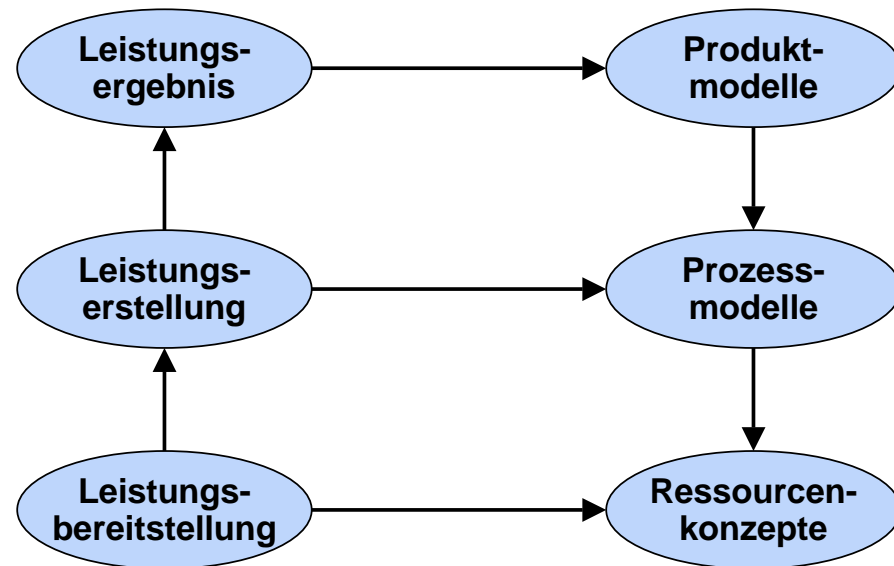 Leistungs-
ergebnis
Produkt-
modelle
Leistungs-
erstellung
Prozess-
modelle
Leistungs-
bereitstellung
Ressourcen-
konzepte